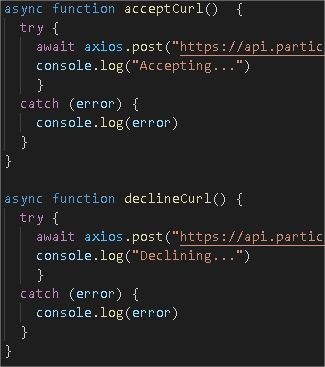 async function acceptCurl()  {
  try {
    await axios.post("https://api.partic
    console.log("Accepting...")
    }
  catch (error) {
    console.log(error)
  }
}

async function declineCurl() {
  try {
    await axios.post("https://api.partic
    console.log("Declining...")
    }
  catch (error) {
    console.log(error)
  }
}